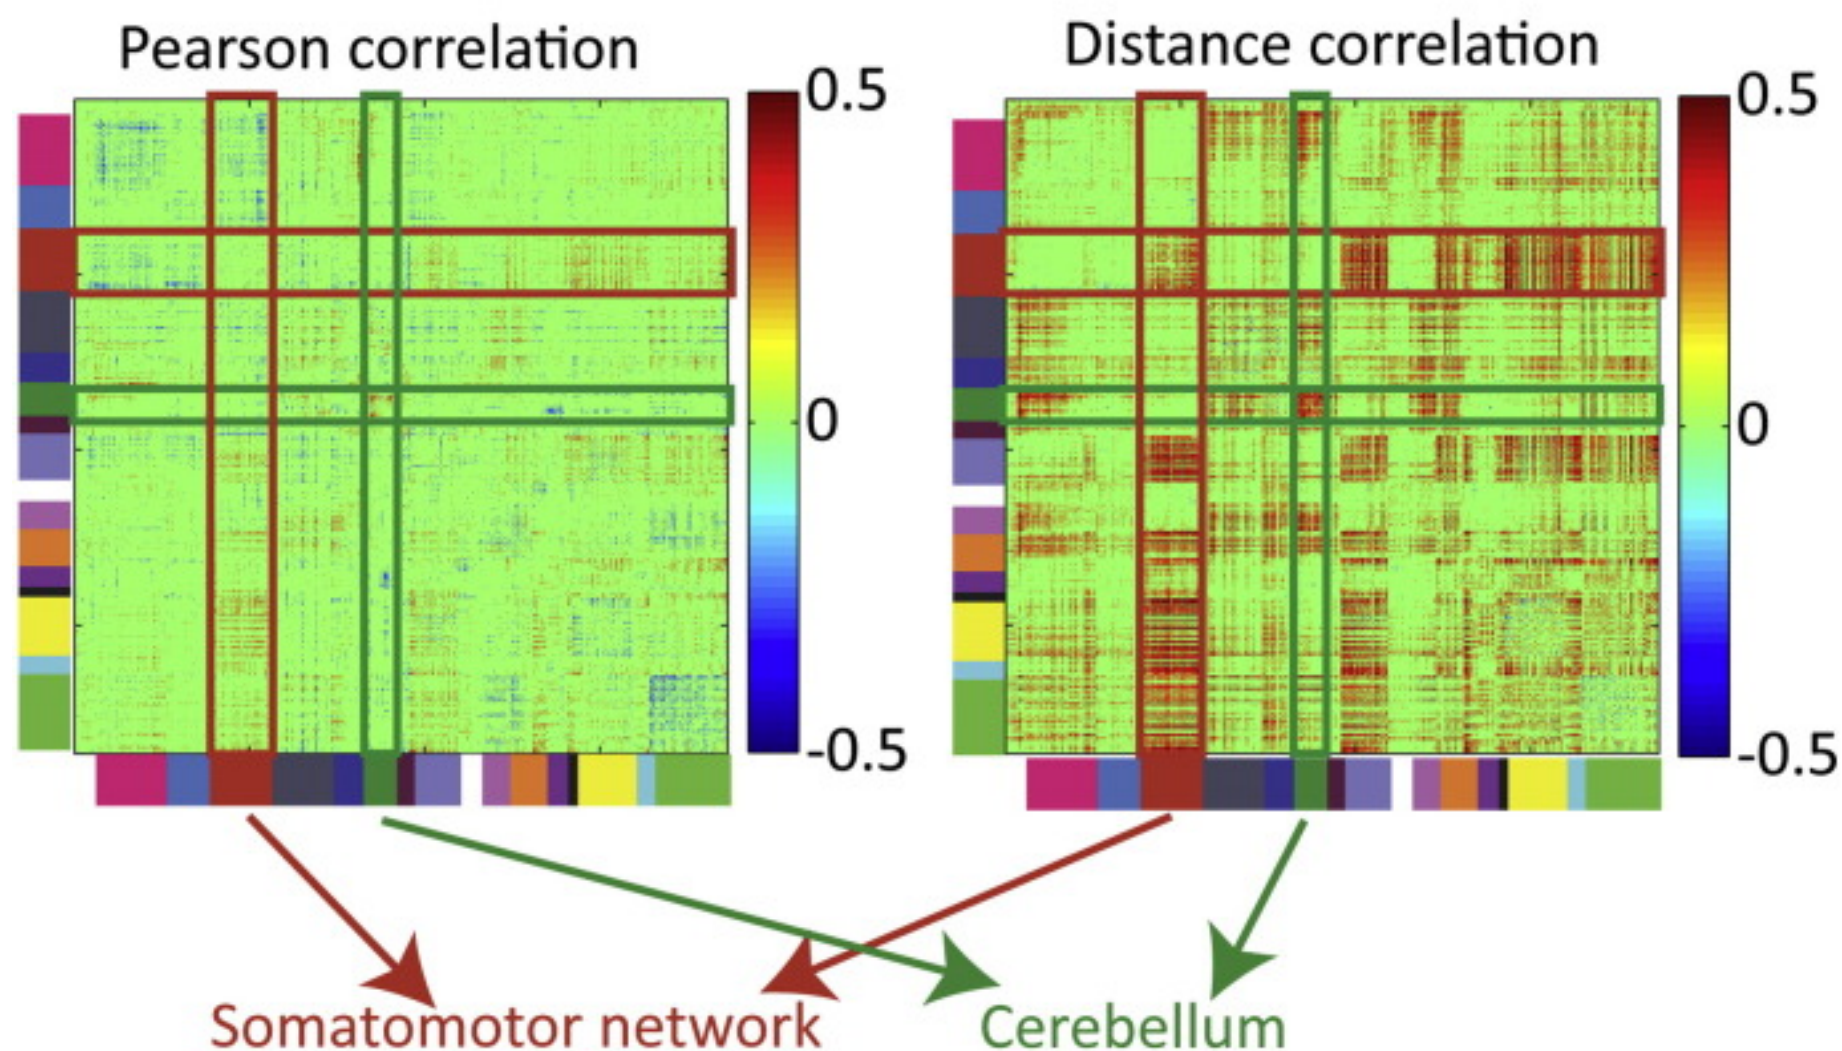 Pearson correlation
Distance correlation
0.5
0
-0.5
0.5
0
-0.5
Somatomotor network
Cerebellum